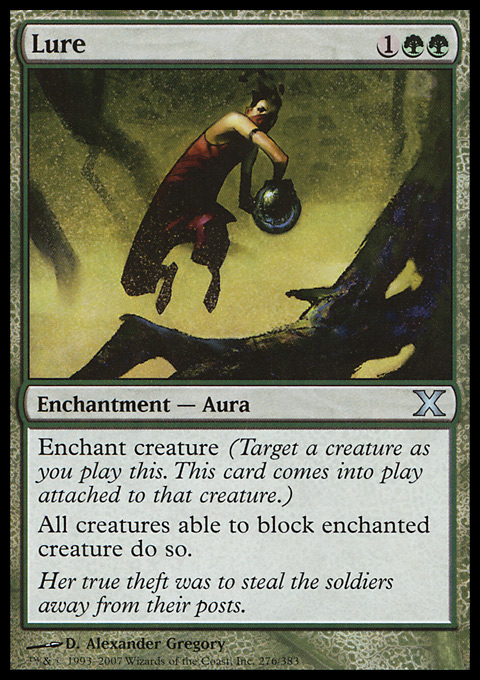 Lure 1
Enchantment — Aura X
Enchant creature (Target a creature as
you play this. This card comes into play
attached to that creature.)
All creatures able to block enchanted
creature do so.
Her true theft was to steal the soldiers
away from their posts.
D. Alexander Gregory
™ & © 1993–2007 Wizards of the Coast, Inc. 276/383